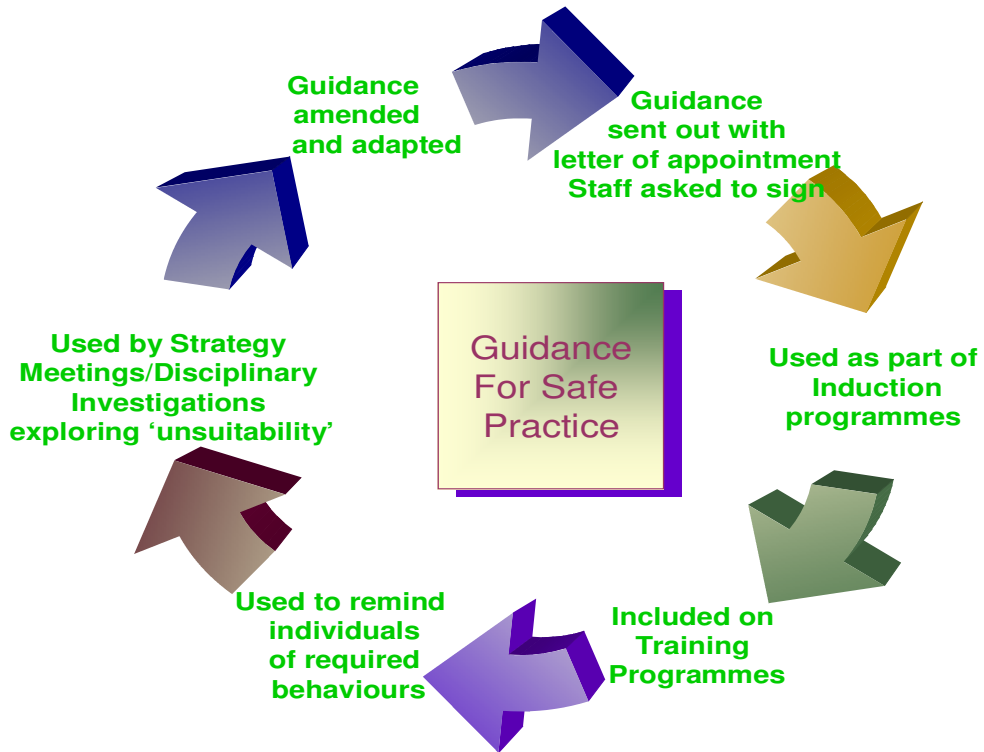 Guidance
amended
and adapted
Guidance
sent out with
letter of appointment
Staff asked to sign
Used as part of
Induction
programmes
Included on
Training
Programmes
Used to remind
individuals
of required
behaviours
Used by Strategy
Meetings/Disciplinary
Investigations
exploring ‘unsuitability’
Guidance
For Safe
Practice